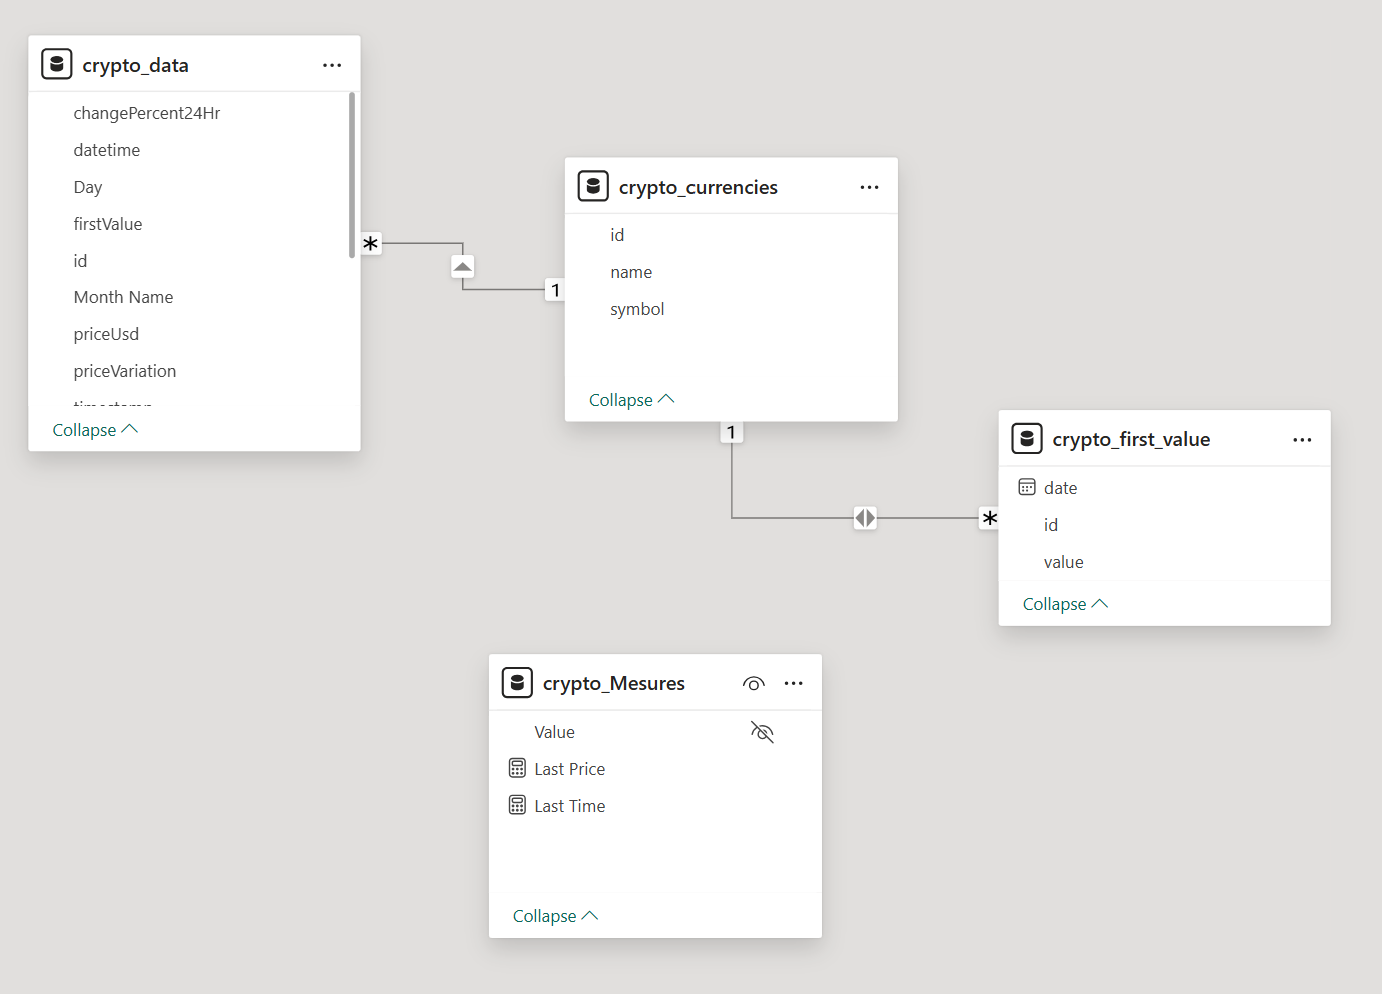 crypto_data
changePercent24Hr
datetime
Day
firstValue
id
Month Name
priceUsd
priceVariation
Collapse
*
1
crypto_currencies
id
name
symbol
Collapse
1
*
crypto_first_value
date
id
value
Collapse
crypto_Mesures
Value
Last Price
Last Time
Collapse